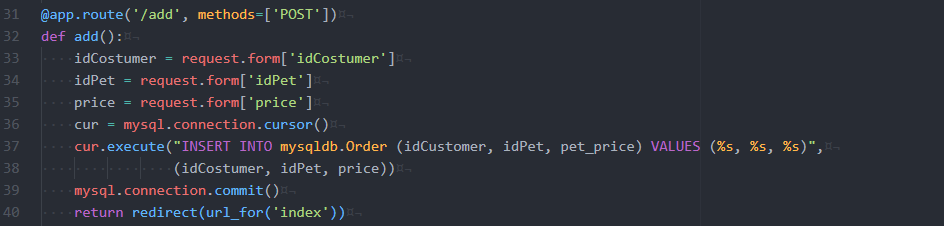 31 @app.route('/add', methods=['POST'])
32 def add():
33 idCostumer = request.form['idCostumer']
34 idPet = request.form['idPet']
35 price = request.form['price']
36 cur = mysql.connection.cursor()
37 cur.execute("INSERT INTO mysqldb.Order (idCustomer, idPet, pet_price) VALUES (%s, %s, %s)",
38 (idCostumer, idPet, price))
39 mysql.connection.commit()
40 return redirect(url_for('index'))